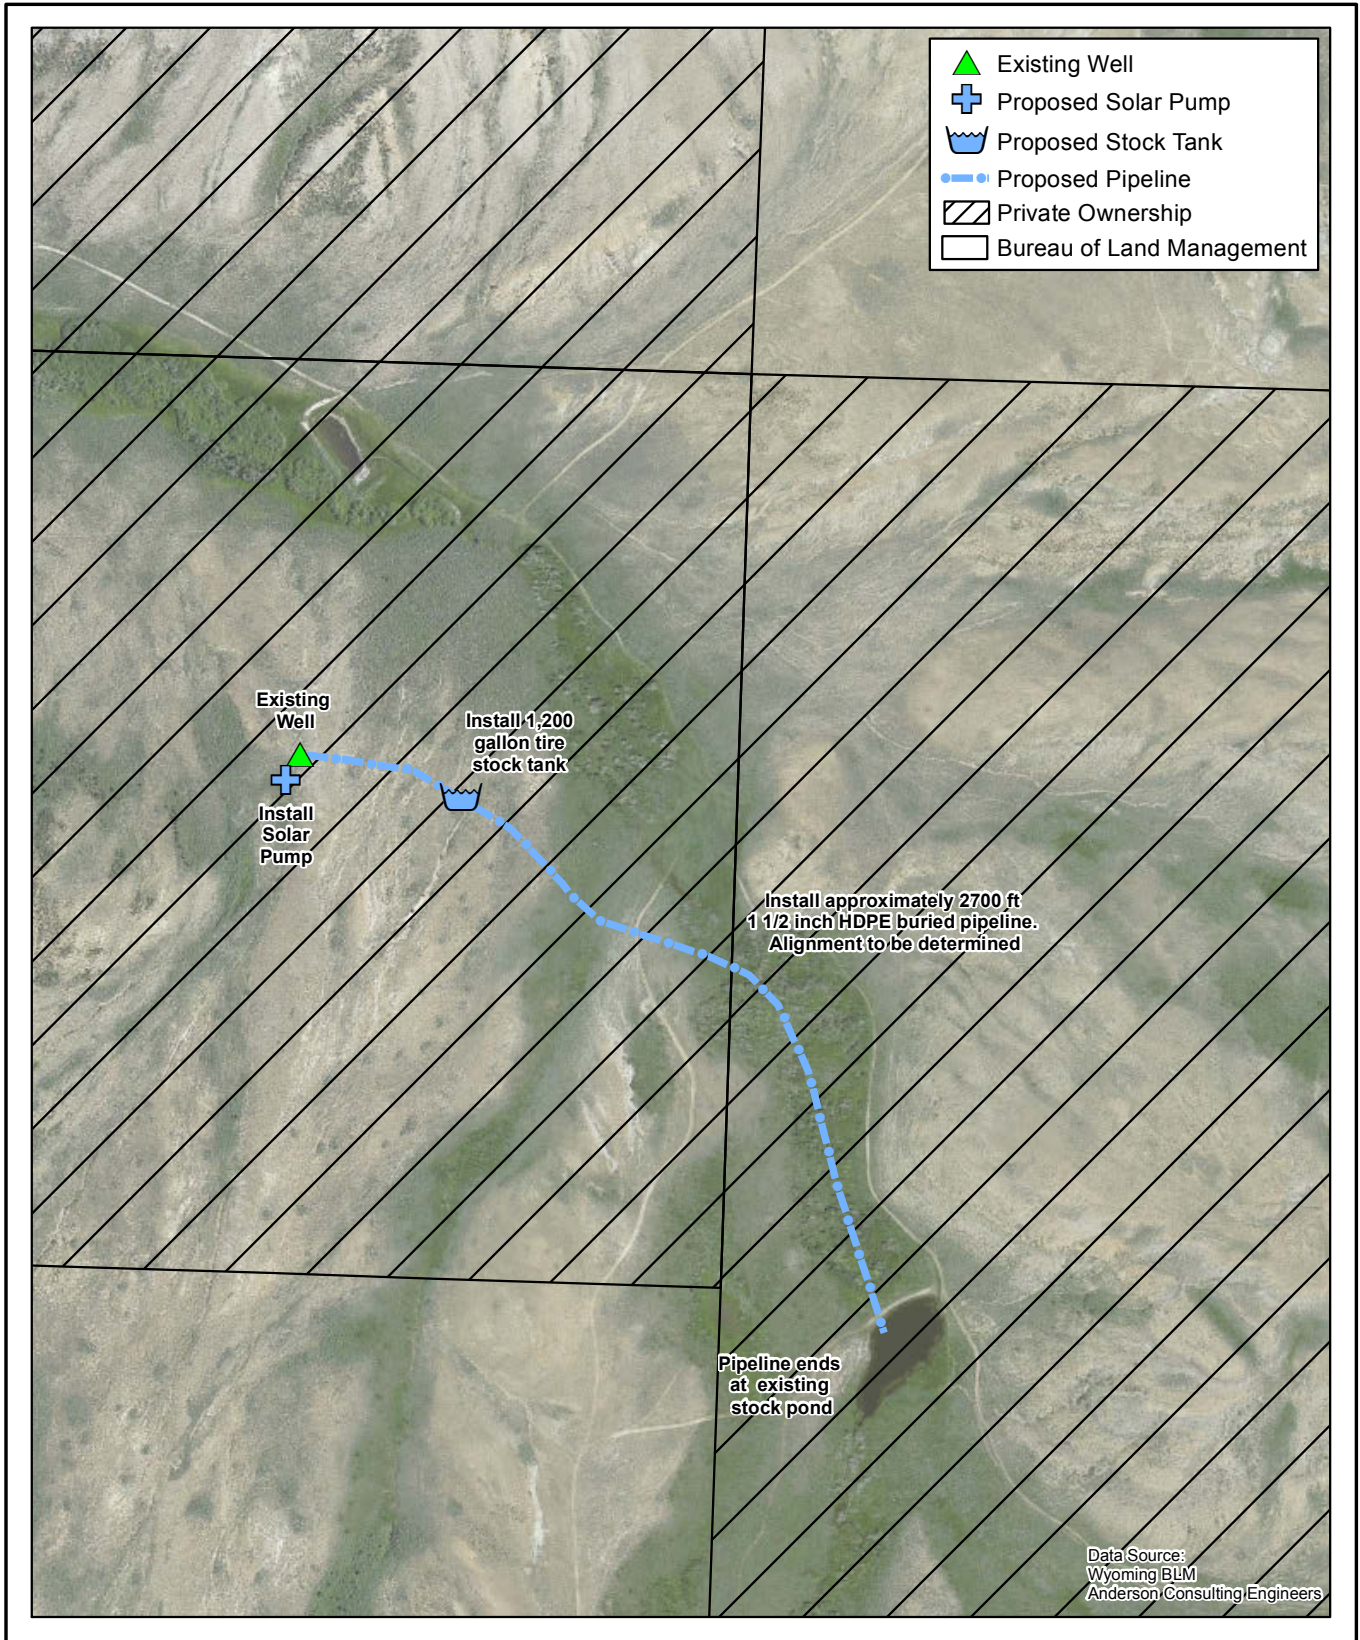 Existing Well
Proposed Solar Pump
Proposed Stock Tank
Proposed Pipeline
Private Ownership
Bureau of Land Management
Existing
Well
Install 1,200
gallon tire
stock tank
Install
Solar
Pump
Install approximately 2700 ft
1 1/2 inch HDPE buried pipeline.
Alignment to be determined
Pipeline ends
at existing
stock pond
Data Source:
Wyoming BLM
Anderson Consulting Engineers